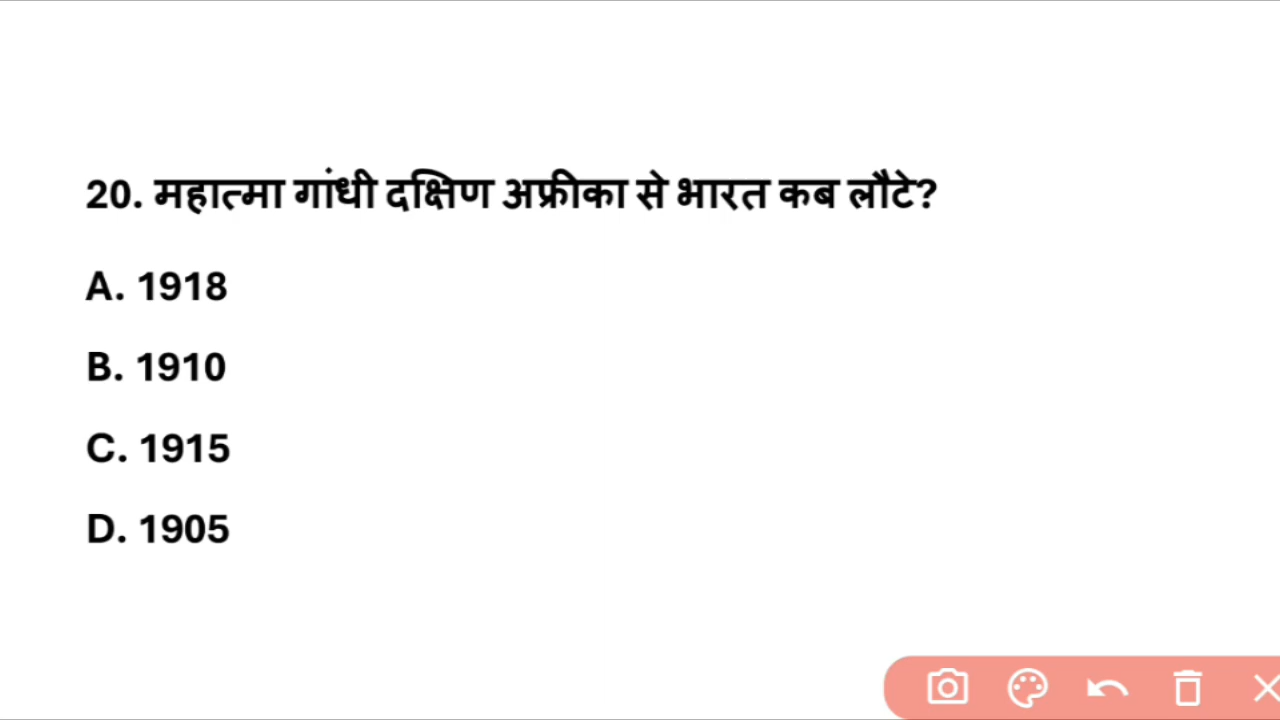 20. महात्मा गांधी दक्षिण अफ्रीका से भारत कब लौटे?
A. 1918
B. 1910
C. 1915
D. 1905